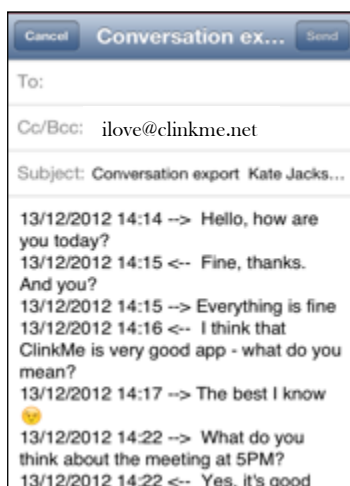 Cancel Conversation ex... Send
To:
Cc/Bcc: ilove@clinkme.net
Subject: Conversation export Kate Jacks...
13/12/2012 14:14 --> Hello, how are
you today?
13/12/2012 14:15 <-- Fine, thanks.
And you?
13/12/2012 14:15 --> Everything is fine
13/12/2012 14:16 <-- I think that
ClinkMe is very good app - what do you
mean?
13/12/2012 14:17 --> The best I know
😉
13/12/2012 14:22 --> What do you
think about the meeting at 5PM?
13/12/2012 14:22 <-- Yes, it's good